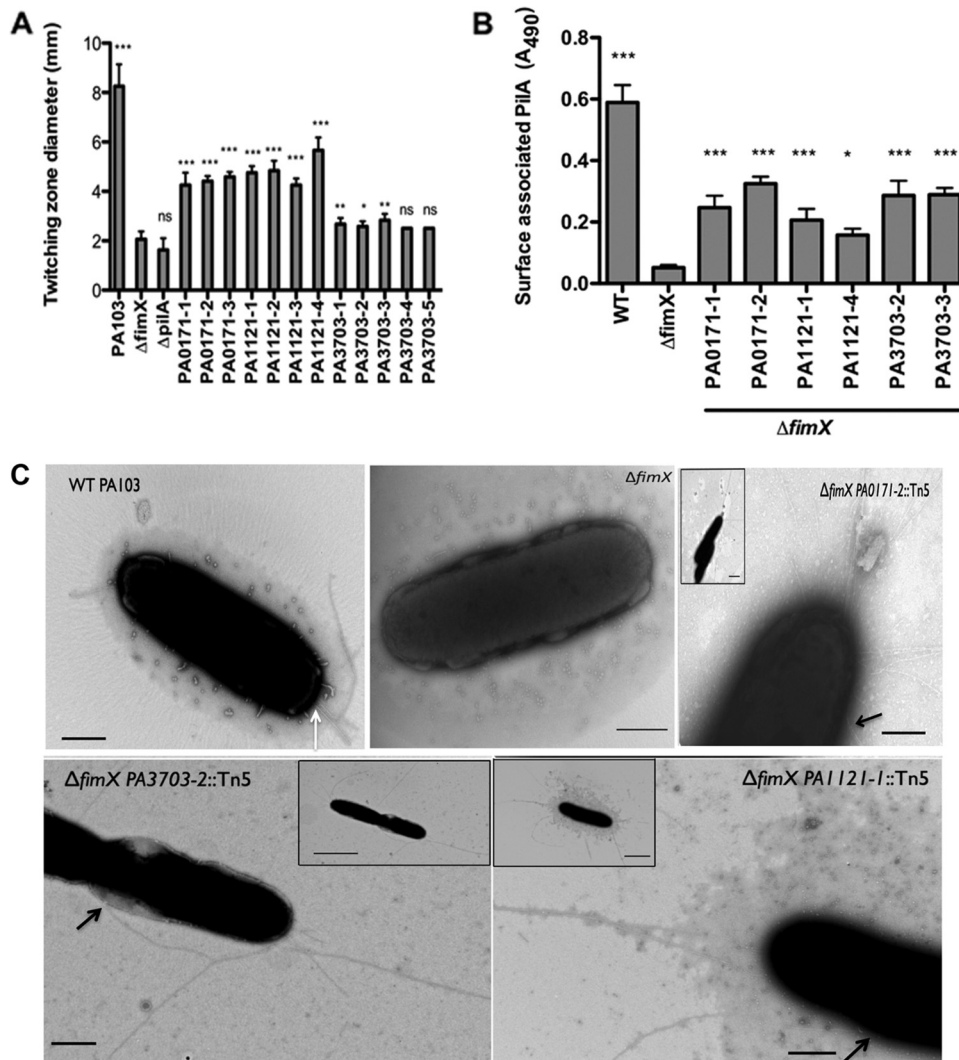 A
Twitching zone diameter (mm)
10
8
6
4
2
0
***
ns
***
***
***
***
***
***
***
**
*
**
ns
ns
PA103
ΔfimX
ΔpilA
PA0171-1
PA0171-2
PA0171-3
PA1121-1
PA1121-2
PA1121-3
PA1121-4
PA3703-1
PA3703-2
PA3703-3
PA3703-4
PA3703-5
B
Surface associated PilA (A490)
0.8
0.6
0.4
0.2
0.0
***
***
***
***
*
***
***
WT
ΔfimX
PA0171-1
PA0171-2
PA1121-1
PA1121-4
PA3703-2
PA3703-3
ΔfimX
C
WT PA103
ΔfimX
ΔfimX PA0171-2::Tn5
ΔfimX PA3703-2::Tn5
ΔfimX PA1121-1::Tn5